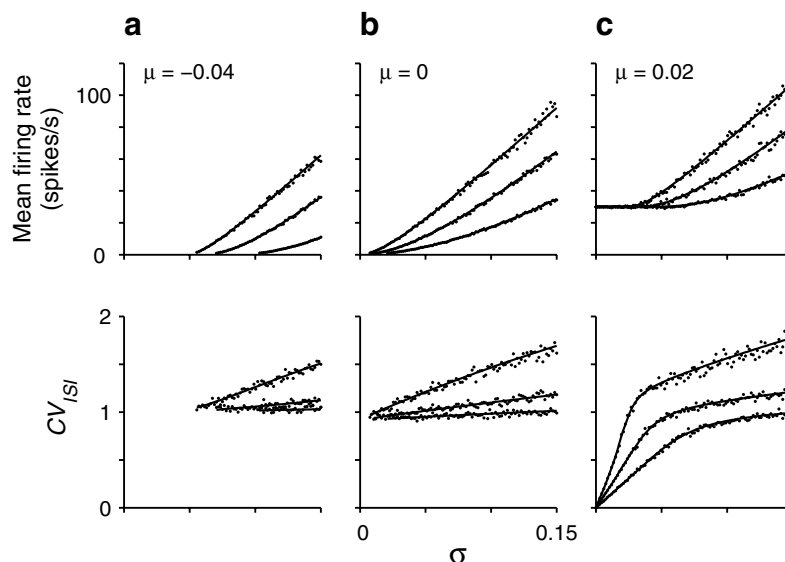 a
b
c
μ = −0.04
μ = 0
μ = 0.02
Mean firing rate
(spikes/s)
100
0
CV_ISI
2
1
0
0
0.15
σ